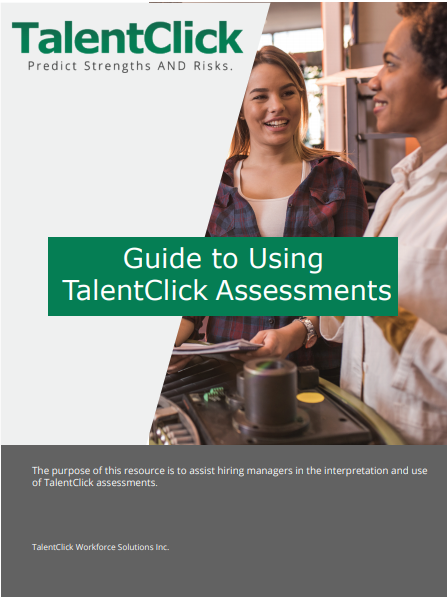 TalentClick
Predict Strengths AND Risks.
Guide to Using
TalentClick Assessments
The purpose of this resource is to assist hiring managers in the interpretation and use
of TalentClick assessments.
TalentClick Workforce Solutions Inc.